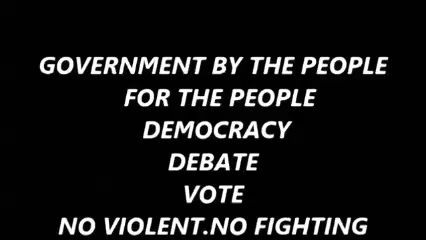 GOVERNMENT BY THE PEOPLE
FOR THE PEOPLE
DEMOCRACY
DEBATE
VOTE
NO VIOLENT.NO FIGHTING